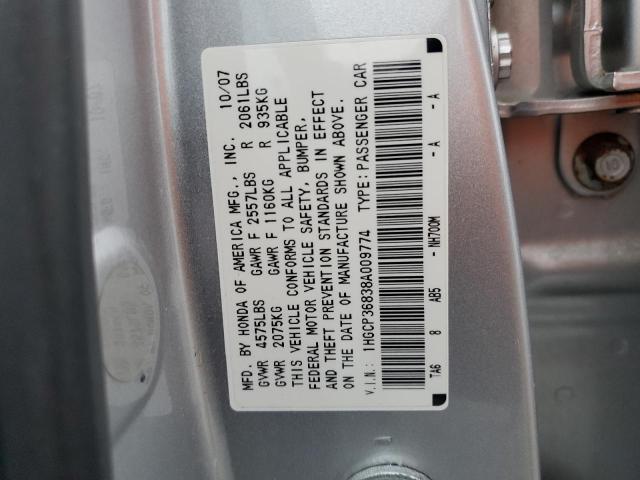 MFD. BY HONDA OF AMERICA MFG., INC. 10/07
GVWR 4575LBS GAWR F 2557LBS R 2061LBS
GVWR 2075KG GAWR F 1160KG R 935KG
THIS VEHICLE CONFORMS TO ALL APPLICABLE
FEDERAL MOTOR VEHICLE SAFETY, BUMPER,
AND THEFT PREVENTION STANDARDS IN EFFECT
ON THE DATE OF MANUFACTURE SHOWN ABOVE.
V.I.N.: 1HGCP36838A009774 TYPE: PASSENGER CAR
TA6 8 AB5 - NH700M - A - A